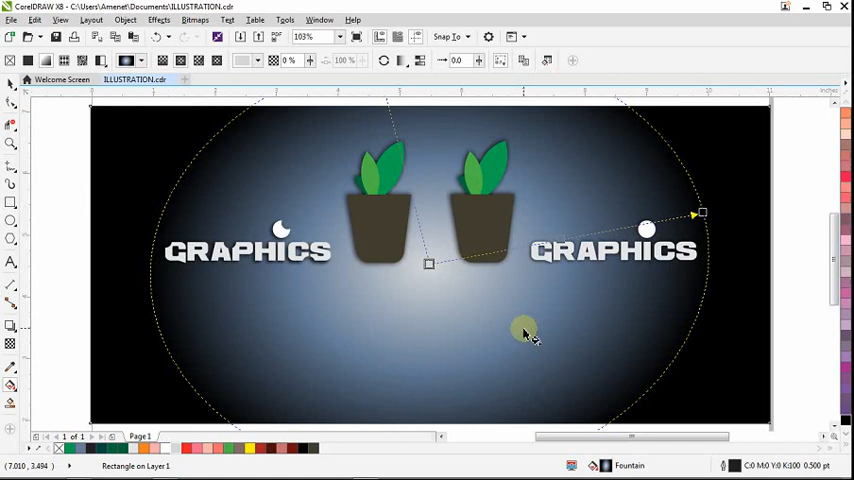 CorelDRAW X8 - C:\Users\Amenet\Documents\ILLUSTRATION.cdr
File Edit View Layout Object Effects Bitmaps Text Table Tools Window Help
103% Snap To
0 % 100 % 0.0
Welcome Screen ILLUSTRATION.cdr
inches
GRAPHICS GRAPHICS
1 of 1 Page 1
(7.010, 3.494) Rectangle on Layer 1 Fountain C:0 M:0 Y:0 K:100 0.500 pt